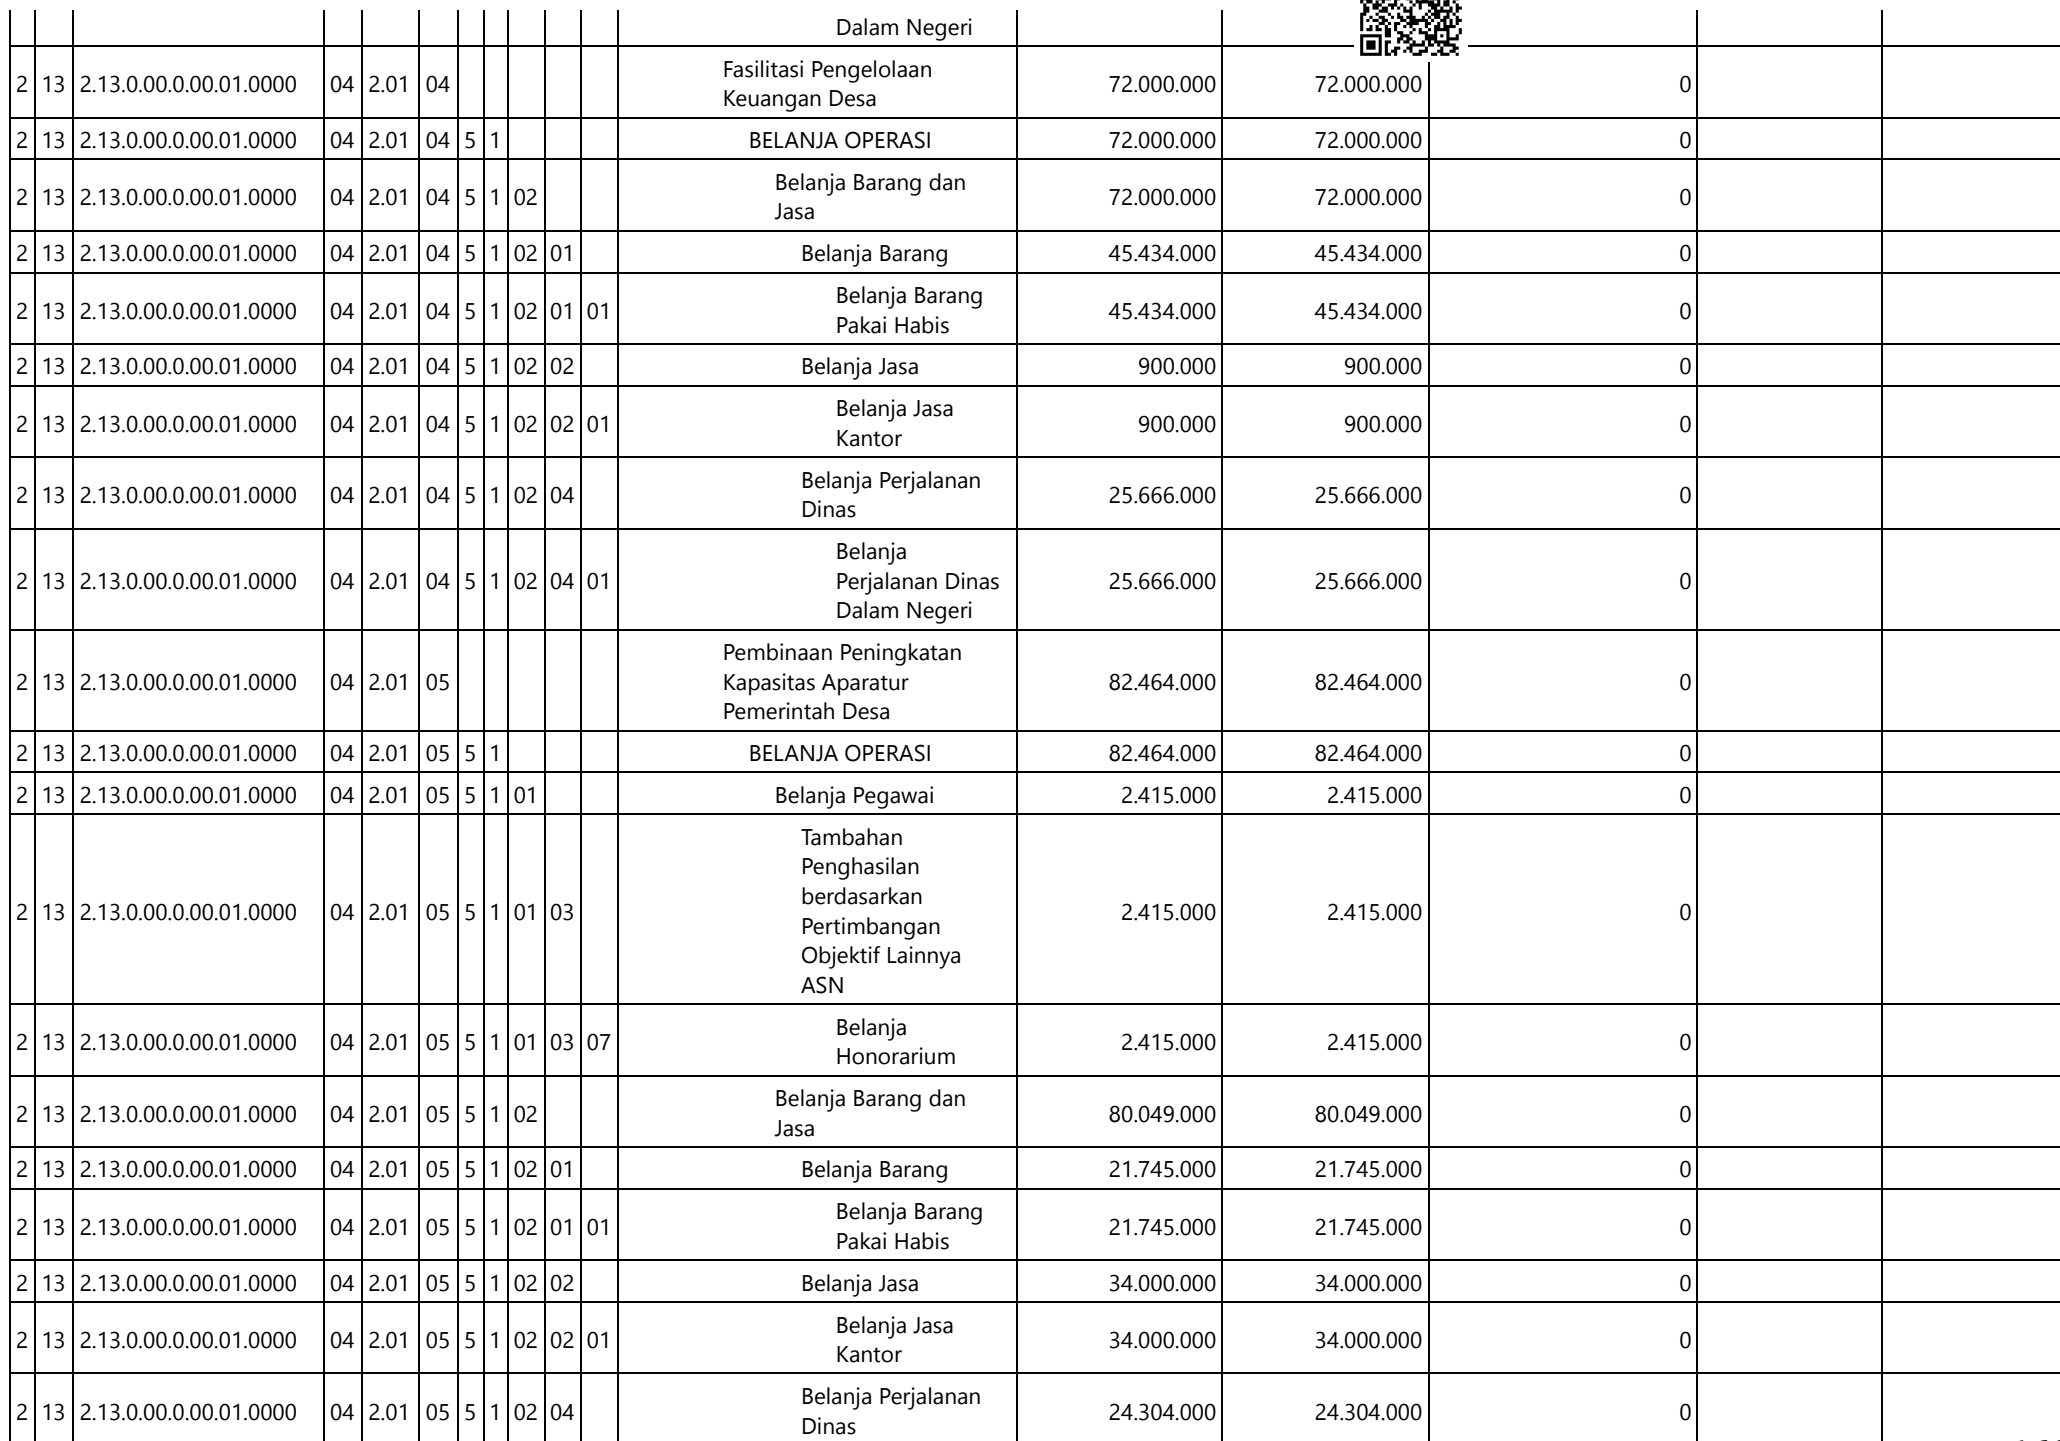 Dalam Negeri
2 13 2.13.0.00.0.00.01.0000 04 2.01 04 Fasilitasi Pengelolaan Keuangan Desa 72.000.000 72.000.000 0
2 13 2.13.0.00.0.00.01.0000 04 2.01 04 5 1 BELANJA OPERASI 72.000.000 72.000.000 0
2 13 2.13.0.00.0.00.01.0000 04 2.01 04 5 1 02 Belanja Barang dan Jasa 72.000.000 72.000.000 0
2 13 2.13.0.00.0.00.01.0000 04 2.01 04 5 1 02 01 Belanja Barang 45.434.000 45.434.000 0
2 13 2.13.0.00.0.00.01.0000 04 2.01 04 5 1 02 01 01 Belanja Barang Pakai Habis 45.434.000 45.434.000 0
2 13 2.13.0.00.0.00.01.0000 04 2.01 04 5 1 02 02 Belanja Jasa 900.000 900.000 0
2 13 2.13.0.00.0.00.01.0000 04 2.01 04 5 1 02 02 01 Belanja Jasa Kantor 900.000 900.000 0
2 13 2.13.0.00.0.00.01.0000 04 2.01 04 5 1 02 04 Belanja Perjalanan Dinas 25.666.000 25.666.000 0
2 13 2.13.0.00.0.00.01.0000 04 2.01 04 5 1 02 04 01 Belanja Perjalanan Dinas Dalam Negeri 25.666.000 25.666.000 0
2 13 2.13.0.00.0.00.01.0000 04 2.01 05 Pembinaan Peningkatan Kapasitas Aparatur Pemerintah Desa 82.464.000 82.464.000 0
2 13 2.13.0.00.0.00.01.0000 04 2.01 05 5 1 BELANJA OPERASI 82.464.000 82.464.000 0
2 13 2.13.0.00.0.00.01.0000 04 2.01 05 5 1 01 Belanja Pegawai 2.415.000 2.415.000 0
2 13 2.13.0.00.0.00.01.0000 04 2.01 05 5 1 01 03 Tambahan Penghasilan berdasarkan Pertimbangan Objektif Lainnya ASN 2.415.000 2.415.000 0
2 13 2.13.0.00.0.00.01.0000 04 2.01 05 5 1 01 03 07 Belanja Honorarium 2.415.000 2.415.000 0
2 13 2.13.0.00.0.00.01.0000 04 2.01 05 5 1 02 Belanja Barang dan Jasa 80.049.000 80.049.000 0
2 13 2.13.0.00.0.00.01.0000 04 2.01 05 5 1 02 01 Belanja Barang 21.745.000 21.745.000 0
2 13 2.13.0.00.0.00.01.0000 04 2.01 05 5 1 02 01 01 Belanja Barang Pakai Habis 21.745.000 21.745.000 0
2 13 2.13.0.00.0.00.01.0000 04 2.01 05 5 1 02 02 Belanja Jasa 34.000.000 34.000.000 0
2 13 2.13.0.00.0.00.01.0000 04 2.01 05 5 1 02 02 01 Belanja Jasa Kantor 34.000.000 34.000.000 0
2 13 2.13.0.00.0.00.01.0000 04 2.01 05 5 1 02 04 Belanja Perjalanan Dinas 24.304.000 24.304.000 0